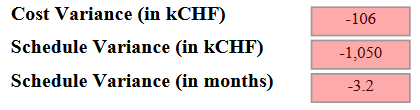 Cost Variance (in kCHF) -106
Schedule Variance (in kCHF) -1,050
Schedule Variance (in months) -3.2